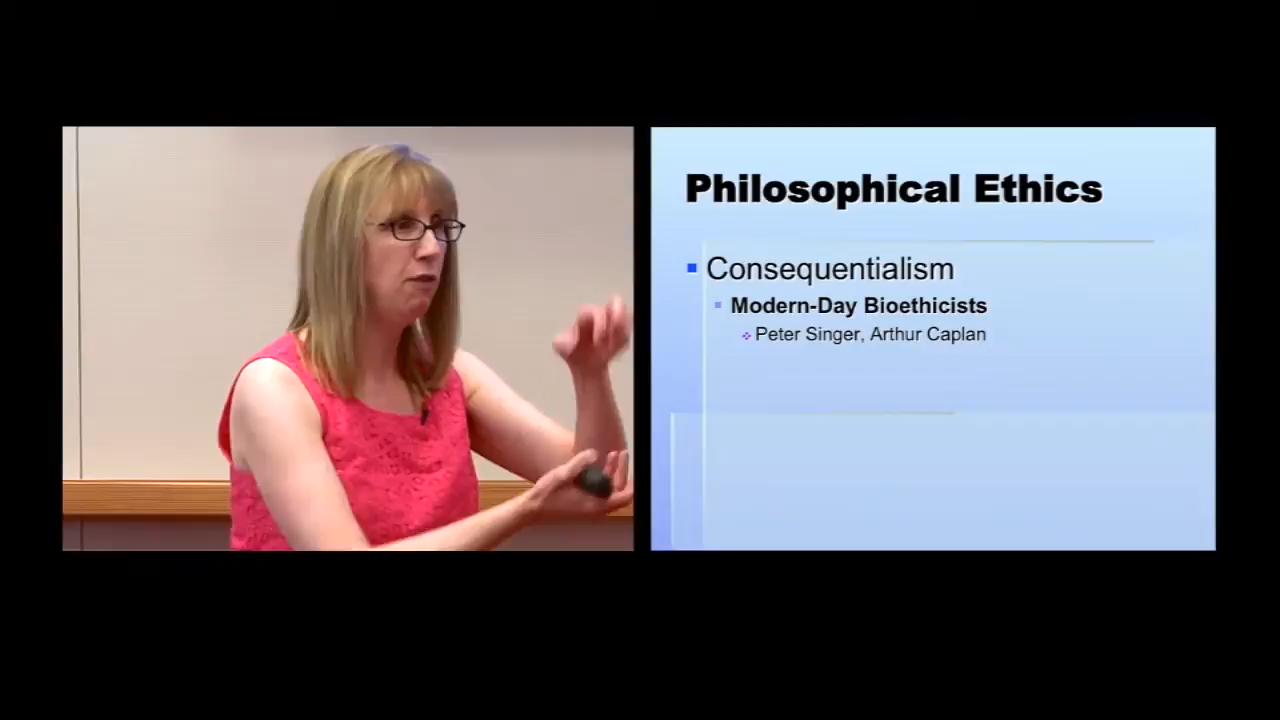 Philosophical Ethics
Consequentialism
Modern-Day Bioethicists
Peter Singer, Arthur Caplan